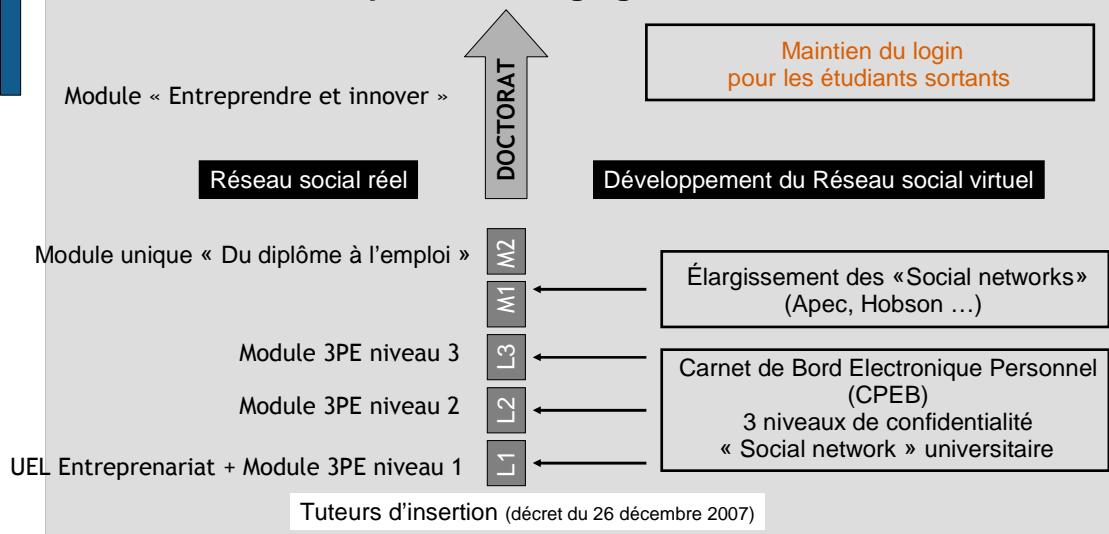 Maintien du login
pour les étudiants sortants
Module « Entreprendre et innover »
DOCTORAT
Réseau social réel
Développement du Réseau social virtuel
Module unique « Du diplôme à l’emploi »
M2
Élargissement des «Social networks»
(Apec, Hobson …)
M1
Module 3PE niveau 3
L3
Carnet de Bord Electronique Personnel
(CPEB)
3 niveaux de confidentialité
« Social network » universitaire
Module 3PE niveau 2
L2
UEL Entreprenariat + Module 3PE niveau 1
L1
Tuteurs d’insertion (décret du 26 décembre 2007)